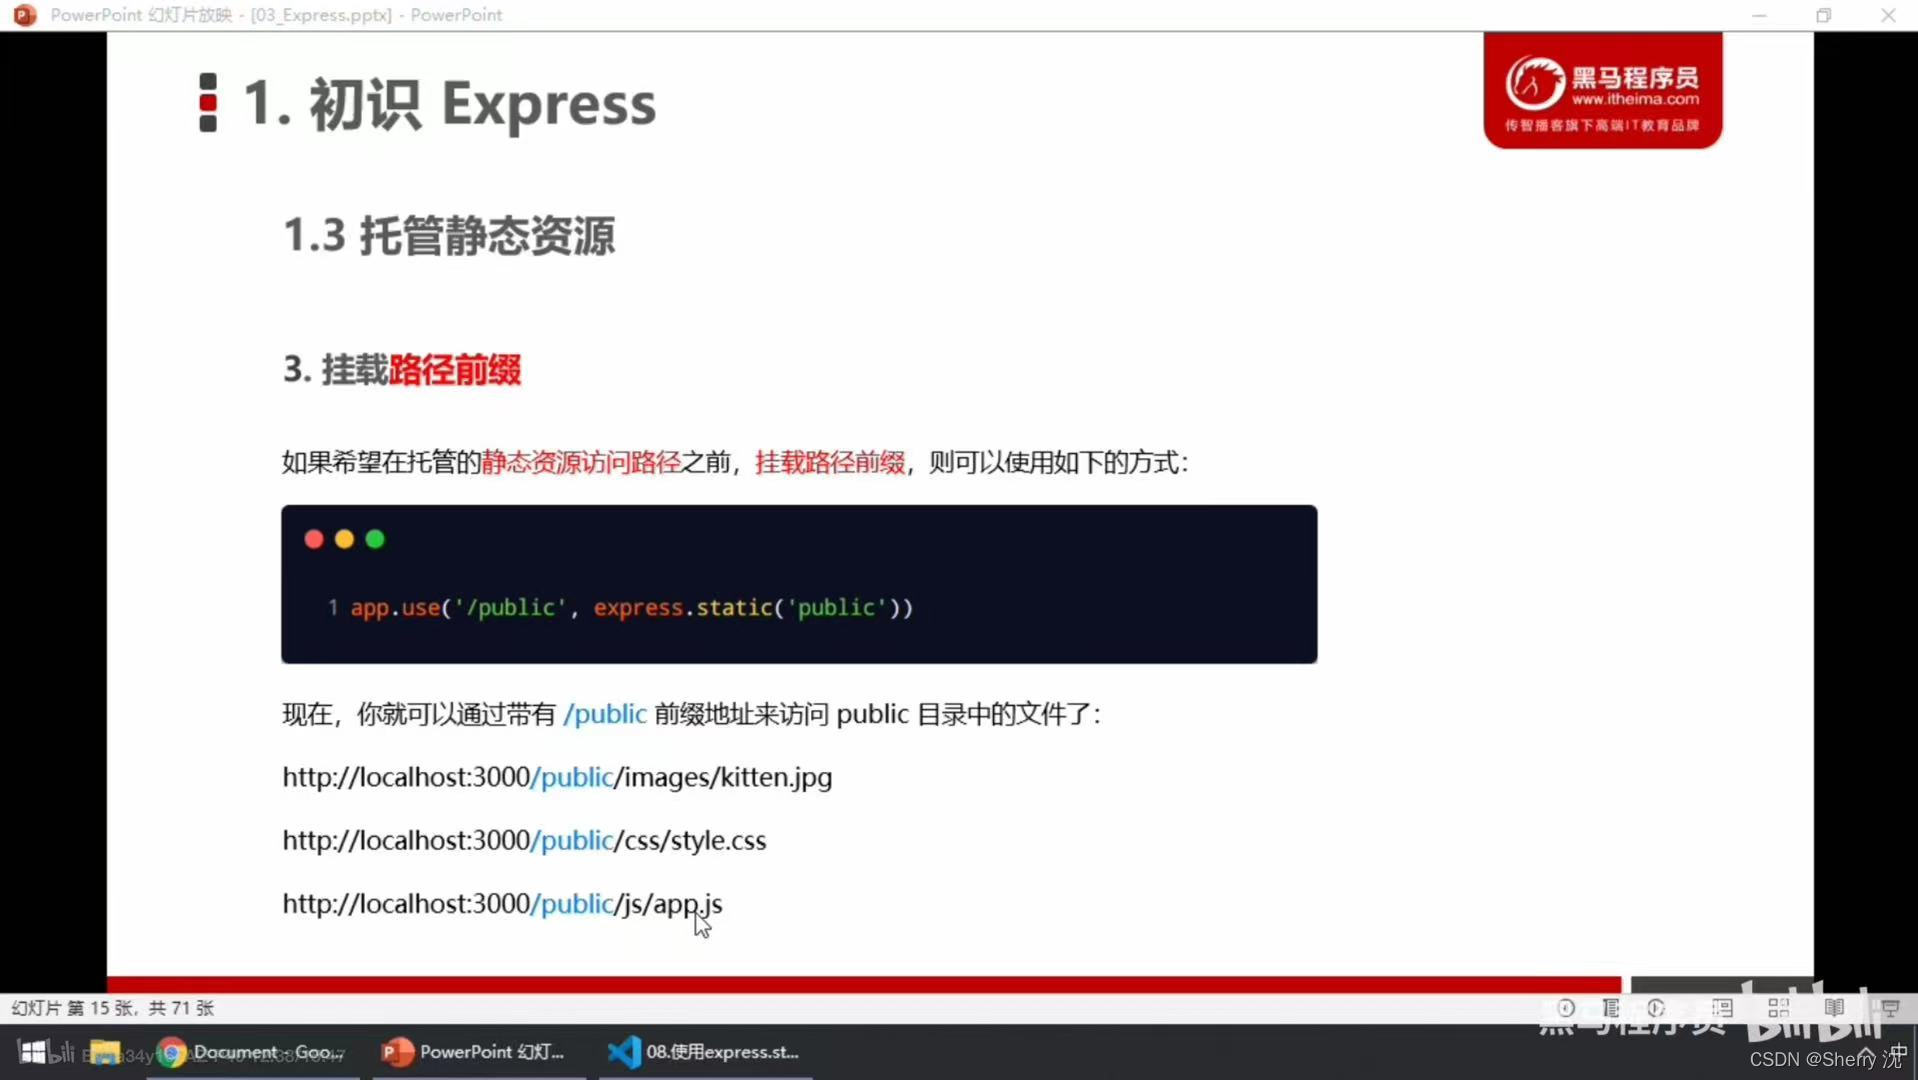 PowerPoint 幻灯片放映 - [03_Express.pptx] - PowerPoint
1. 初识 Express
黑马程序员
www.itheima.com
传智播客旗下高端IT教育品牌
1.3 托管静态资源
3. 挂载路径前缀
如果希望在托管的静态资源访问路径之前，挂载路径前缀，则可以使用如下的方式：
1 app.use('/public', express.static('public'))
现在，你就可以通过带有 /public 前缀地址来访问 public 目录中的文件了：
http://localhost:3000/public/images/kitten.jpg
http://localhost:3000/public/css/style.css
http://localhost:3000/public/js/app.js
幻灯片 第 15 张，共 71 张
黑马程序员 bilibili
Document - Goo...
PowerPoint 幻灯...
08.使用express.st...
中
CSDN @Sherry 沈